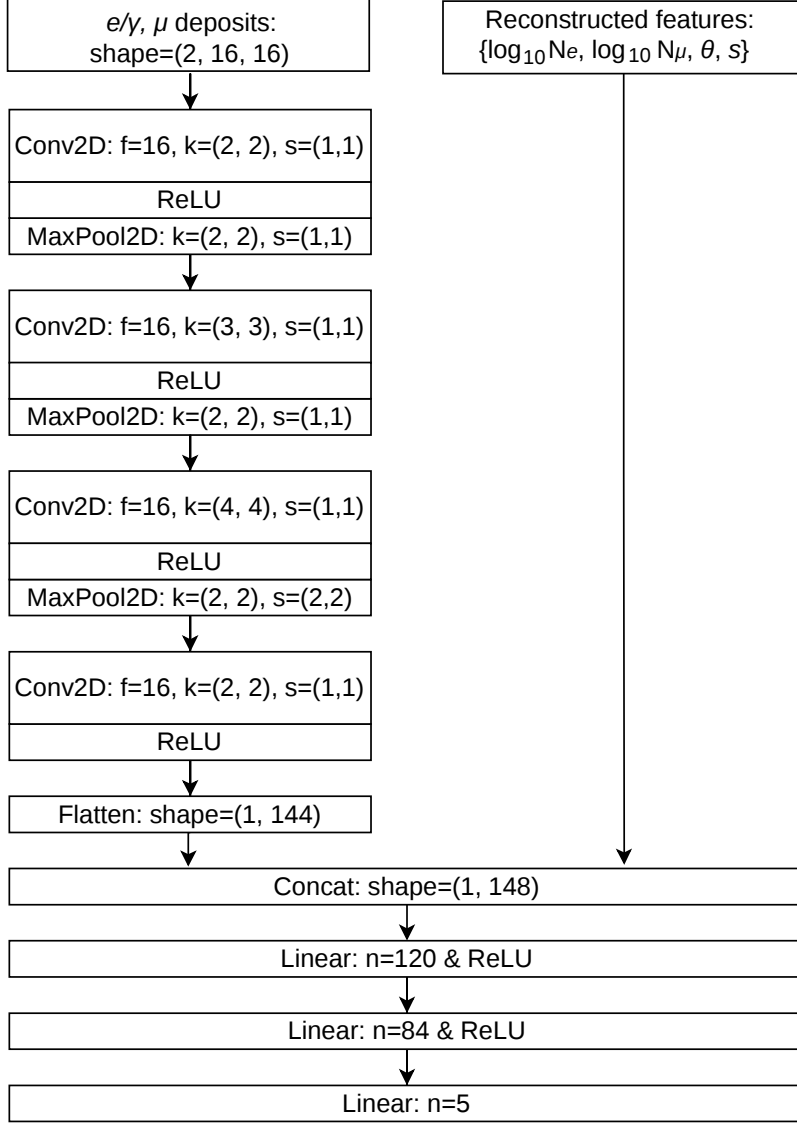 e/γ, μ deposits:
shape=(2, 16, 16)
Conv2D: f=16, k=(2, 2), s=(1,1)
ReLU
MaxPool2D: k=(2, 2), s=(1,1)
Conv2D: f=16, k=(3, 3), s=(1,1)
ReLU
MaxPool2D: k=(2, 2), s=(1,1)
Conv2D: f=16, k=(4, 4), s=(1,1)
ReLU
MaxPool2D: k=(2, 2), s=(2,2)
Conv2D: f=16, k=(2, 2), s=(1,1)
ReLU
Flatten: shape=(1, 144)
Reconstructed features:
{log₁₀ Ne, log₁₀ Nμ, θ, s}
Concat: shape=(1, 148)
Linear: n=120 & ReLU
Linear: n=84 & ReLU
Linear: n=5